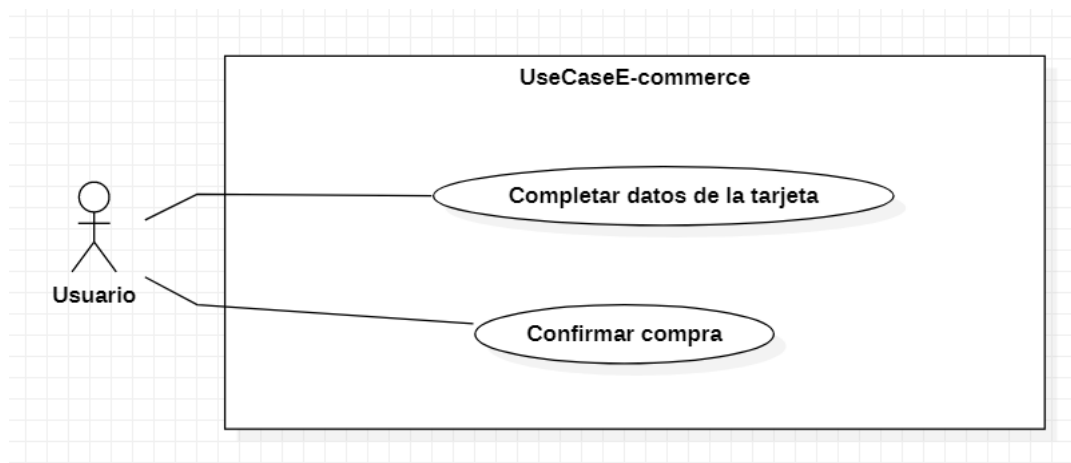 UseCaseE-commerce
Completar datos de la tarjeta
Usuario
Confirmar compra